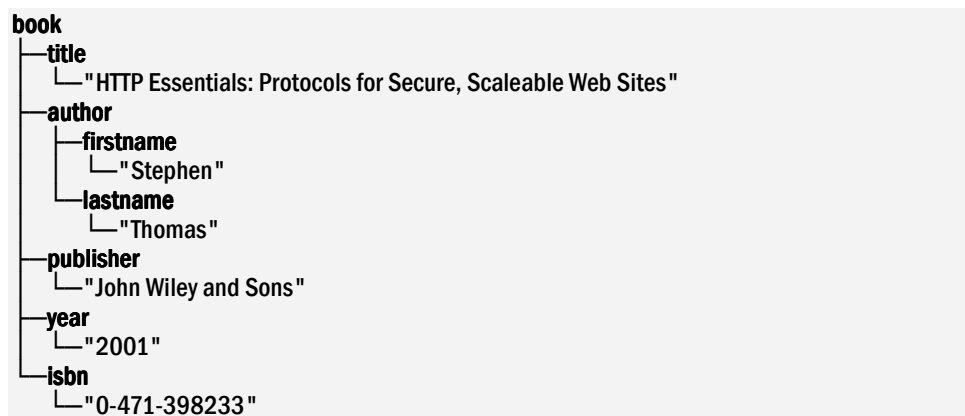 book
title
"HTTP Essentials: Protocols for Secure, Scaleable Web Sites"
author
firstname
"Stephen"
lastname
"Thomas"
publisher
"John Wiley and Sons"
year
"2001"
isbn
"0-471-398233"